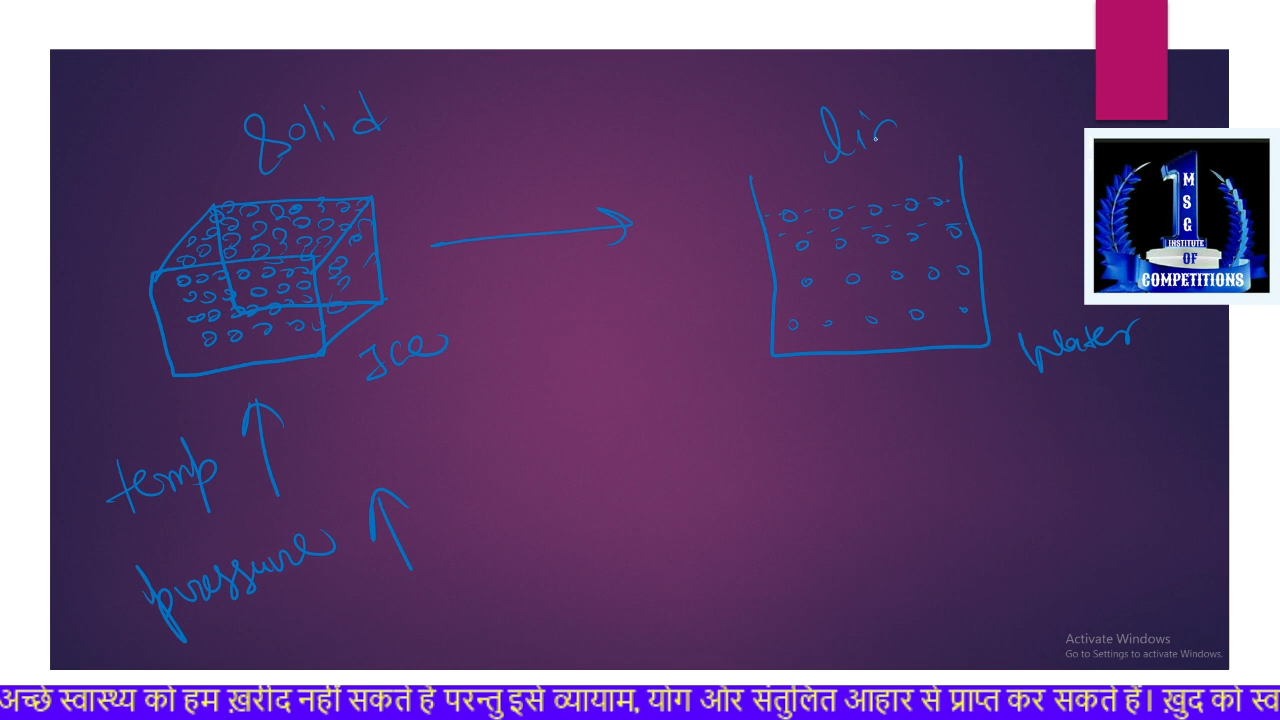 Solid
Ice
temp
pressure
Water
1
MSG
INSTITUTE
OF
COMPETITIONS
Activate Windows
Go to Settings to activate Windows.
अच्छे स्वास्थ्य को हम ख़रीद नहीं सकते हैं परन्तु इसे व्यायाम, योग और संतुलित आहार से प्राप्त कर सकते हैं। ख़ुद को स्व